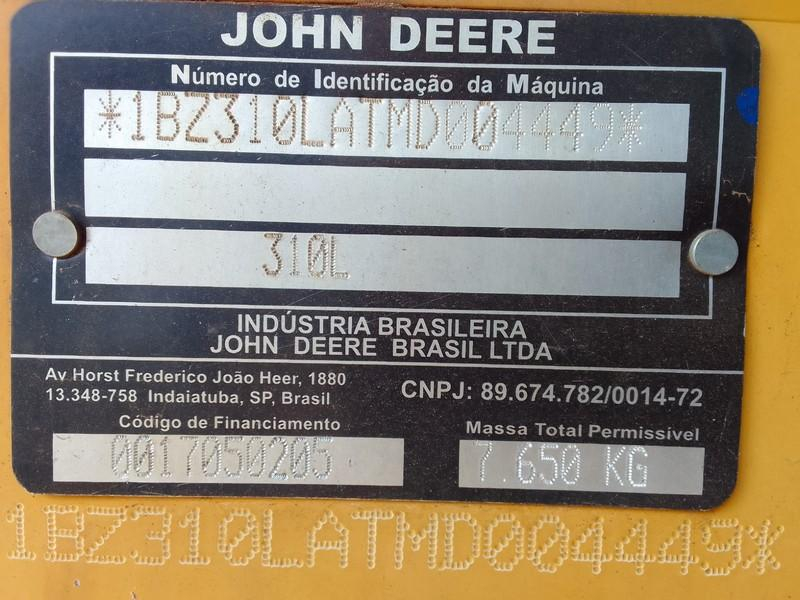 JOHN DEERE
Número de Identificação da Máquina
*1BZ310LATMD004449*
310L
INDÚSTRIA BRASILEIRA
JOHN DEERE BRASIL LTDA
Av Horst Frederico João Heer, 1880
13.348-758 Indaiatuba, SP, Brasil
CNPJ: 89.674.782/0014-72
Código de Financiamento
0017050205
Massa Total Permissível
7.650 KG
1BZ310LATMD004449*